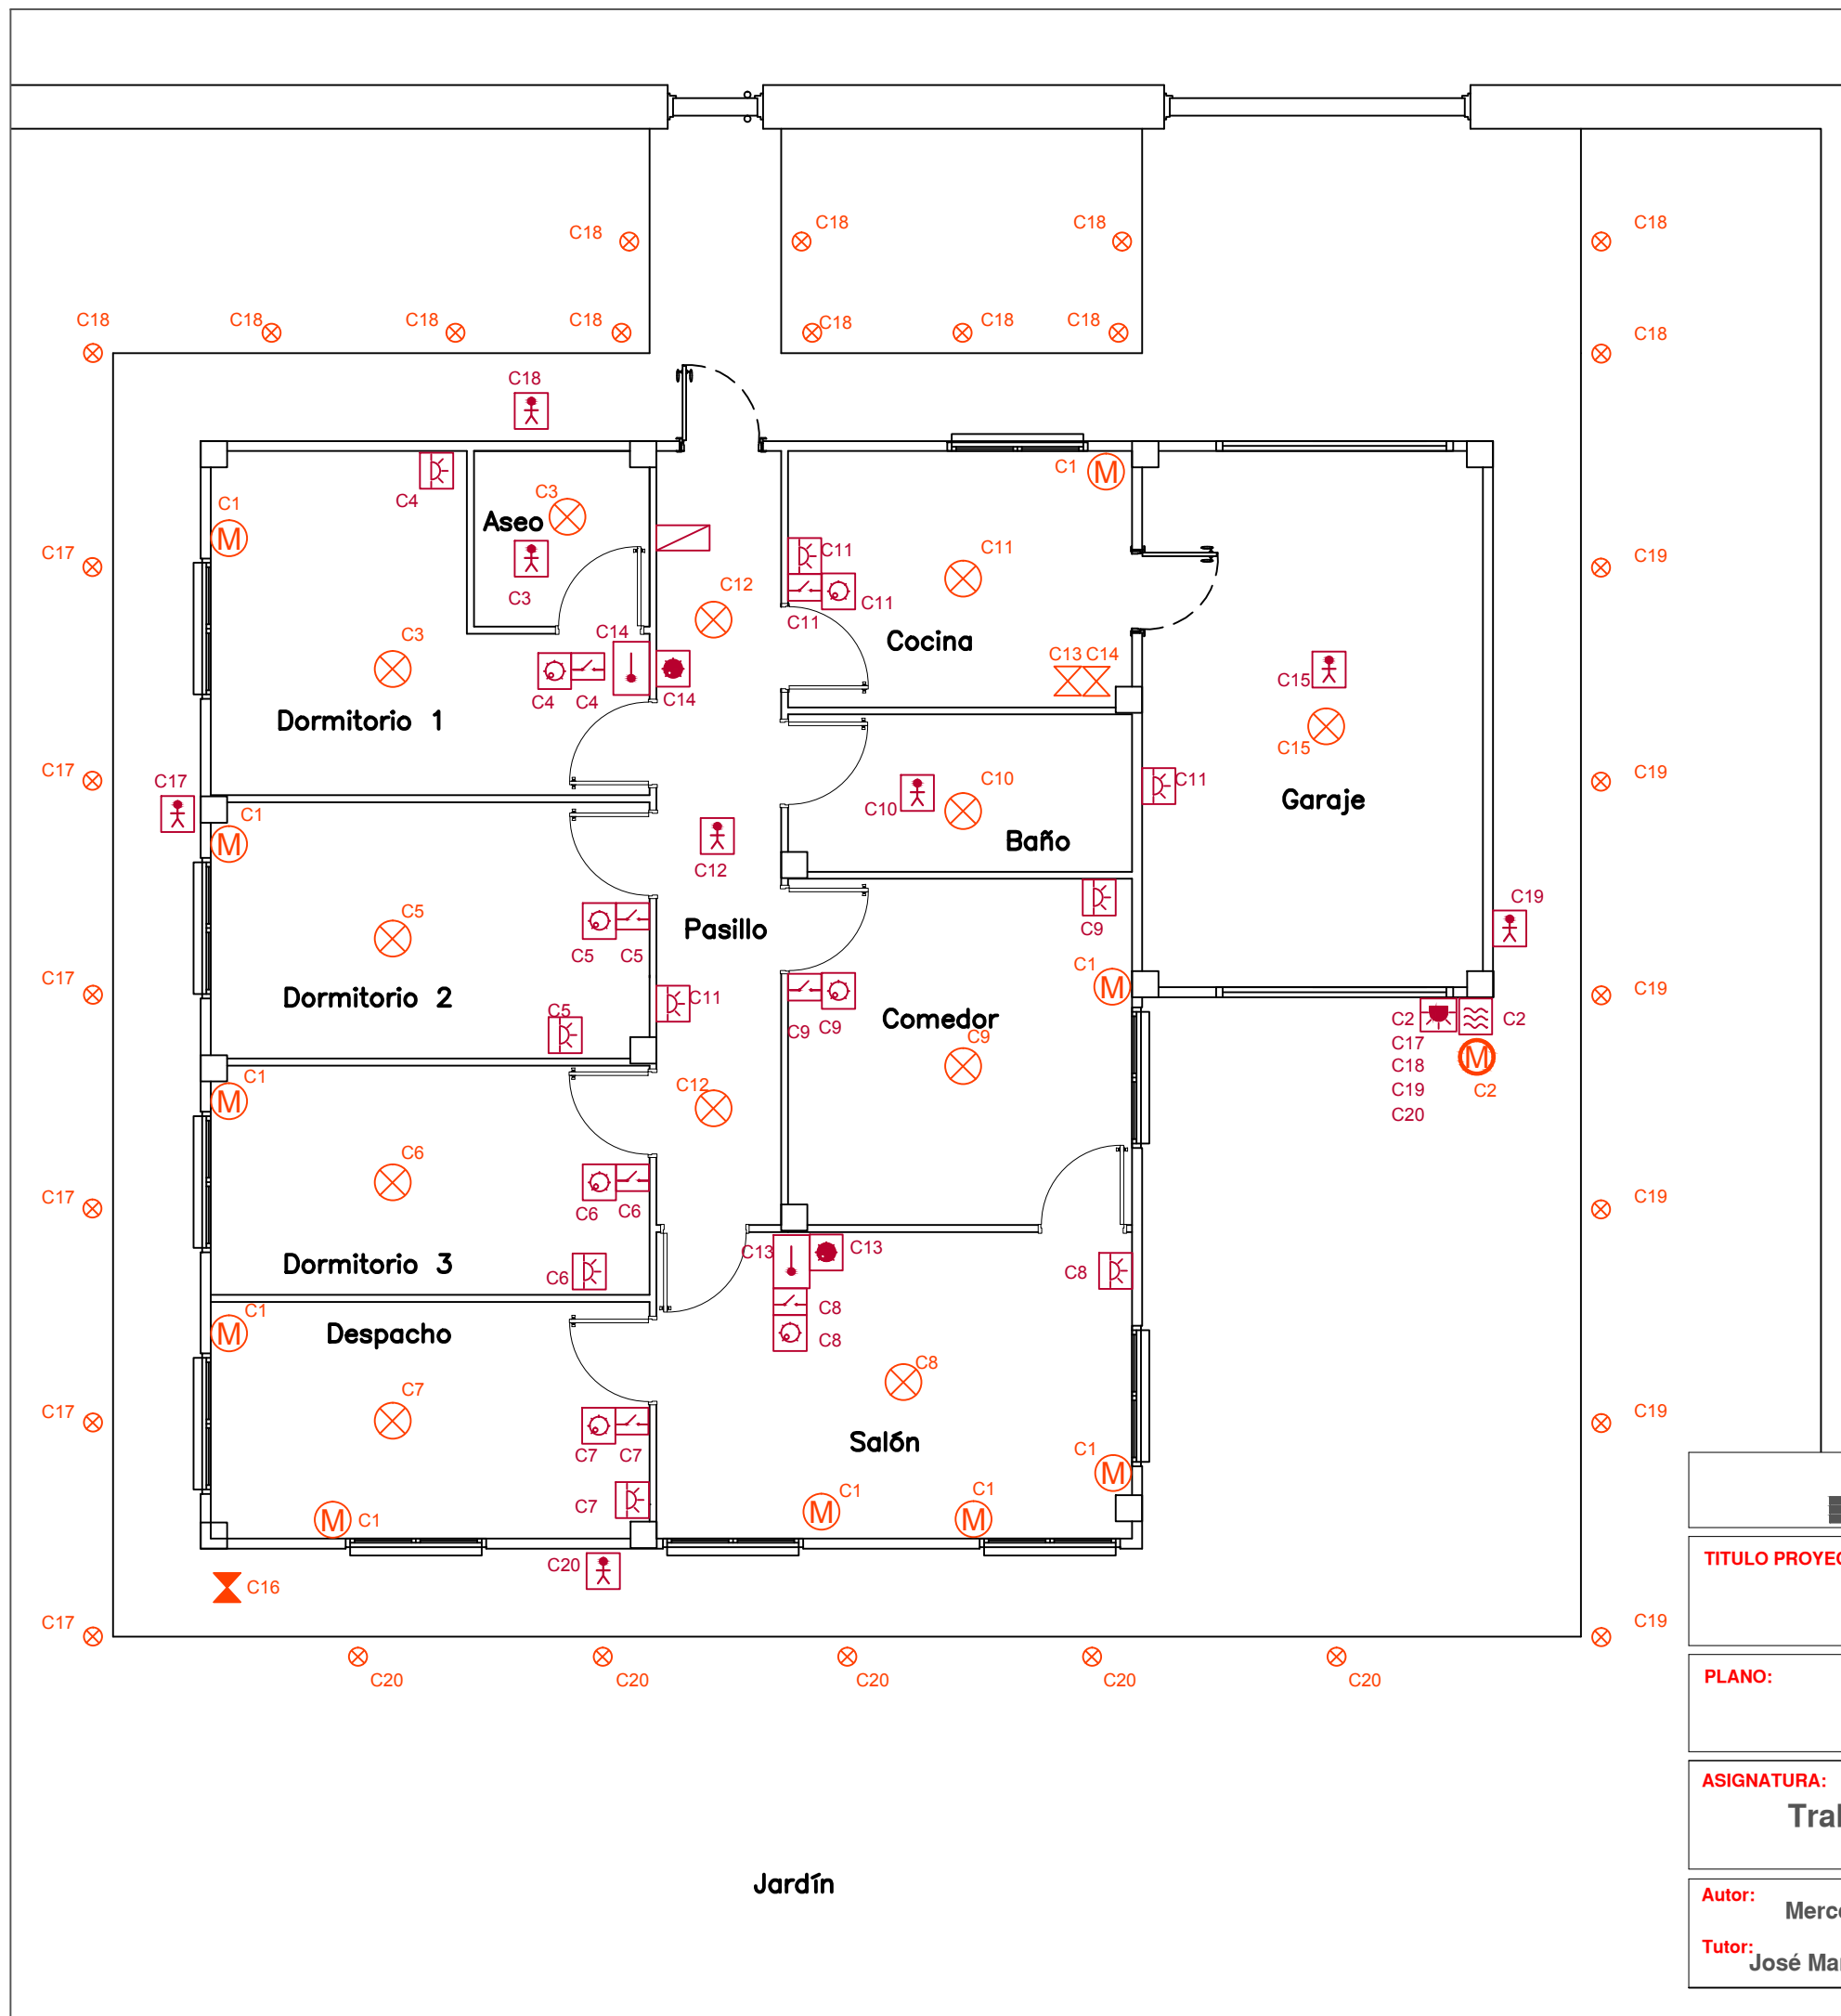 C18 C18 C18 C18
C18 C18 C18 C18 C18 C18 C18 C18
C18
C4
C1
Aseo
C3
C3
C1
C11
C11
C11
C11
Cocina
C12
C17
C19
C3
C14
C4 C4
C14
C13 C14
Dormitorio 1
C15
C15
C17
C17
C10
C10
C11
C19
Garaje
C1
Baño
C12
C5
C5 C5
Pasillo
C9
C19
C17
C1
C19
Dormitorio 2
C5
C11
C9 C9
Comedor
C9
C2
C17
C18
C19
C20
C2
C2
C1
C12
C6
C6 C6
C17
C19
Dormitorio 3
C6
C13
C13
C8
C8
C8
C1
Despacho
C7
C7 C7
C8
C17
C19
Salón
C1
C7
C1
C1
C1
C20
C16
C17
C19
C20 C20 C20 C20 C20
Jardín
TITULO PROYEC
PLANO:
ASIGNATURA:
Tral
Autor:
Merce
Tutor:
José Mar